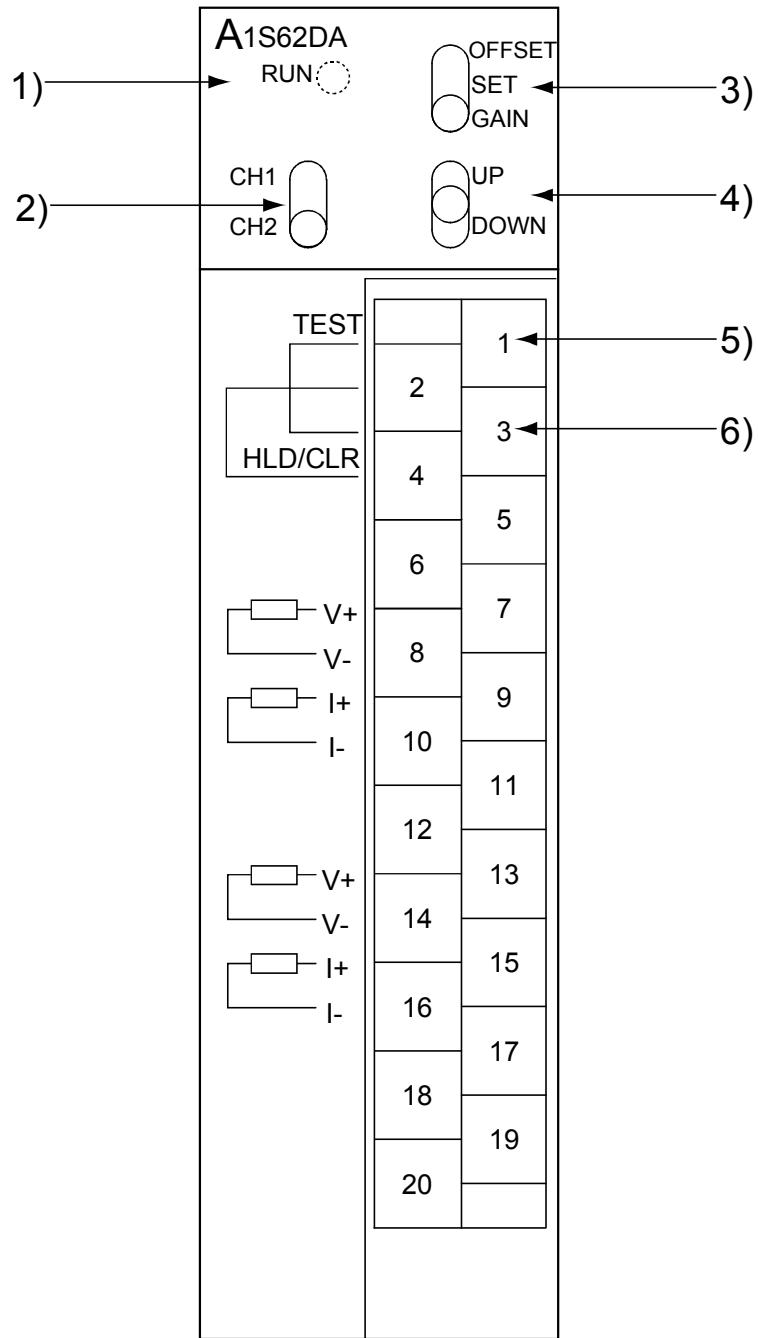 A1S62DA
OFFSET
1)
RUN
SET
3)
GAIN
CH1
UP
2)
4)
CH2
DOWN
TEST
1
5)
2
3
6)
HLD/CLR
4
5
6
V+
7
V-
8
I+
9
I-
10
11
12
V+
13
V-
14
I+
15
I-
16
17
18
19
20